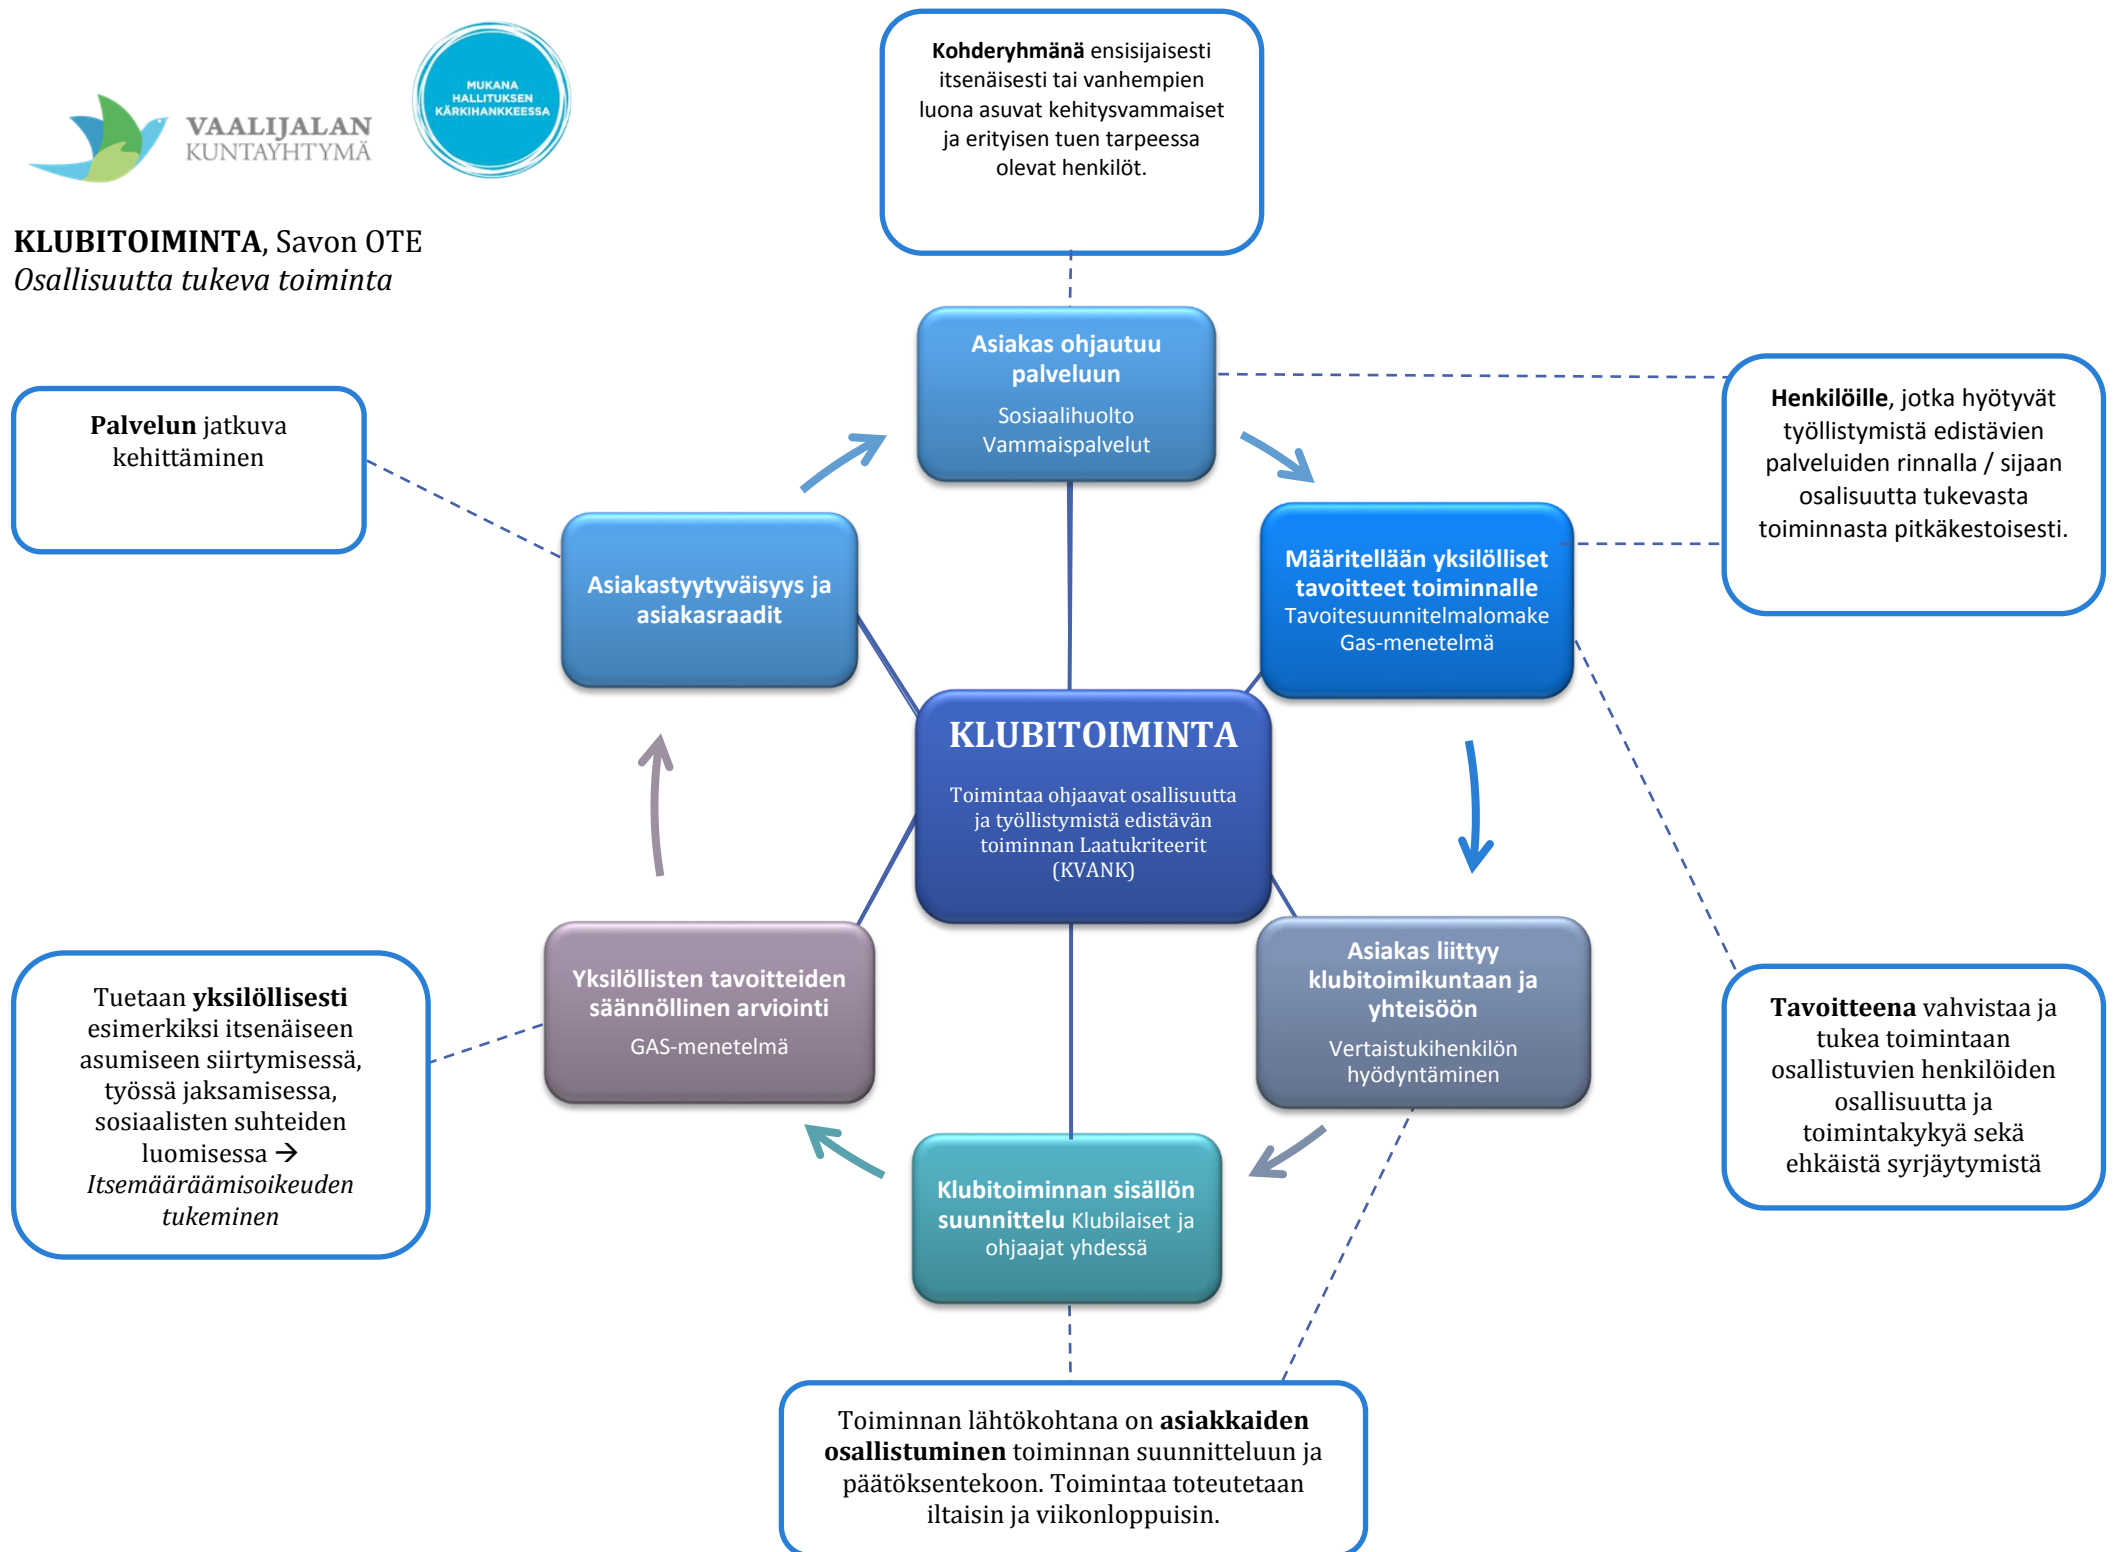 VAALIJALAN
KUNTAYHTYMÄ
MUKANA
HALLITUKSEN
KÄRKIHANKKEESSA
KLUBITOIMINTA, Savon OTE
Osallisuutta tukeva toiminta
Kohderyhmänä ensisijaisesti
itsenäisesti tai vanhempien
luona asuvat kehitysvammaiset
ja erityisen tuen tarpeessa
olevat henkilöt.
Asiakas ohjautuu
palveluun
Sosiaalihuolto
Vammaispalvelut
Henkilöille, jotka hyötyvät
työllistymistä edistävien
palveluiden rinnalla / sijaan
osalisuutta tukevasta
toiminnasta pitkäkestoisesti.
Palvelun jatkuva
kehittäminen
Asiakastyytyväisyys ja
asiakasraadit
Määritellään yksilölliset
tavoitteet toiminnalle
Tavoitesuunnitelmalomake
Gas-menetelmä
KLUBITOIMINTA
Toimintaa ohjaavat osallisuutta
ja työllistymistä edistävän
toiminnan Laatukriteerit
(KVANK)
Yksilöllisten tavoitteiden
säännöllinen arviointi
GAS-menetelmä
Asiakas liittyy
klubitoimikuntaan ja
yhteisöön
Vertaistukihenkilön
hyödyntäminen
Tuetaan yksilöllisesti
esimerkiksi itsenäiseen
asumiseen siirtymisessä,
työssä jaksamisessa,
sosiaalisten suhteiden
luomisessa →
Itsemääräämisoikeuden
tukeminen
Tavoitteena vahvistaa ja
tukea toimintaan
osallistuvien henkilöiden
osallisuutta ja
toimintakykyä sekä
ehkäistä syrjäytymistä
Klubitoiminnan sisällön
suunnittelu Klubilaiset ja
ohjaajat yhdessä
Toiminnan lähtökohtana on asiakkaiden
osallistuminen toiminnan suunnitteluun ja
päätöksentekoon. Toimintaa toteutetaan
iltaisin ja viikonloppuisin.